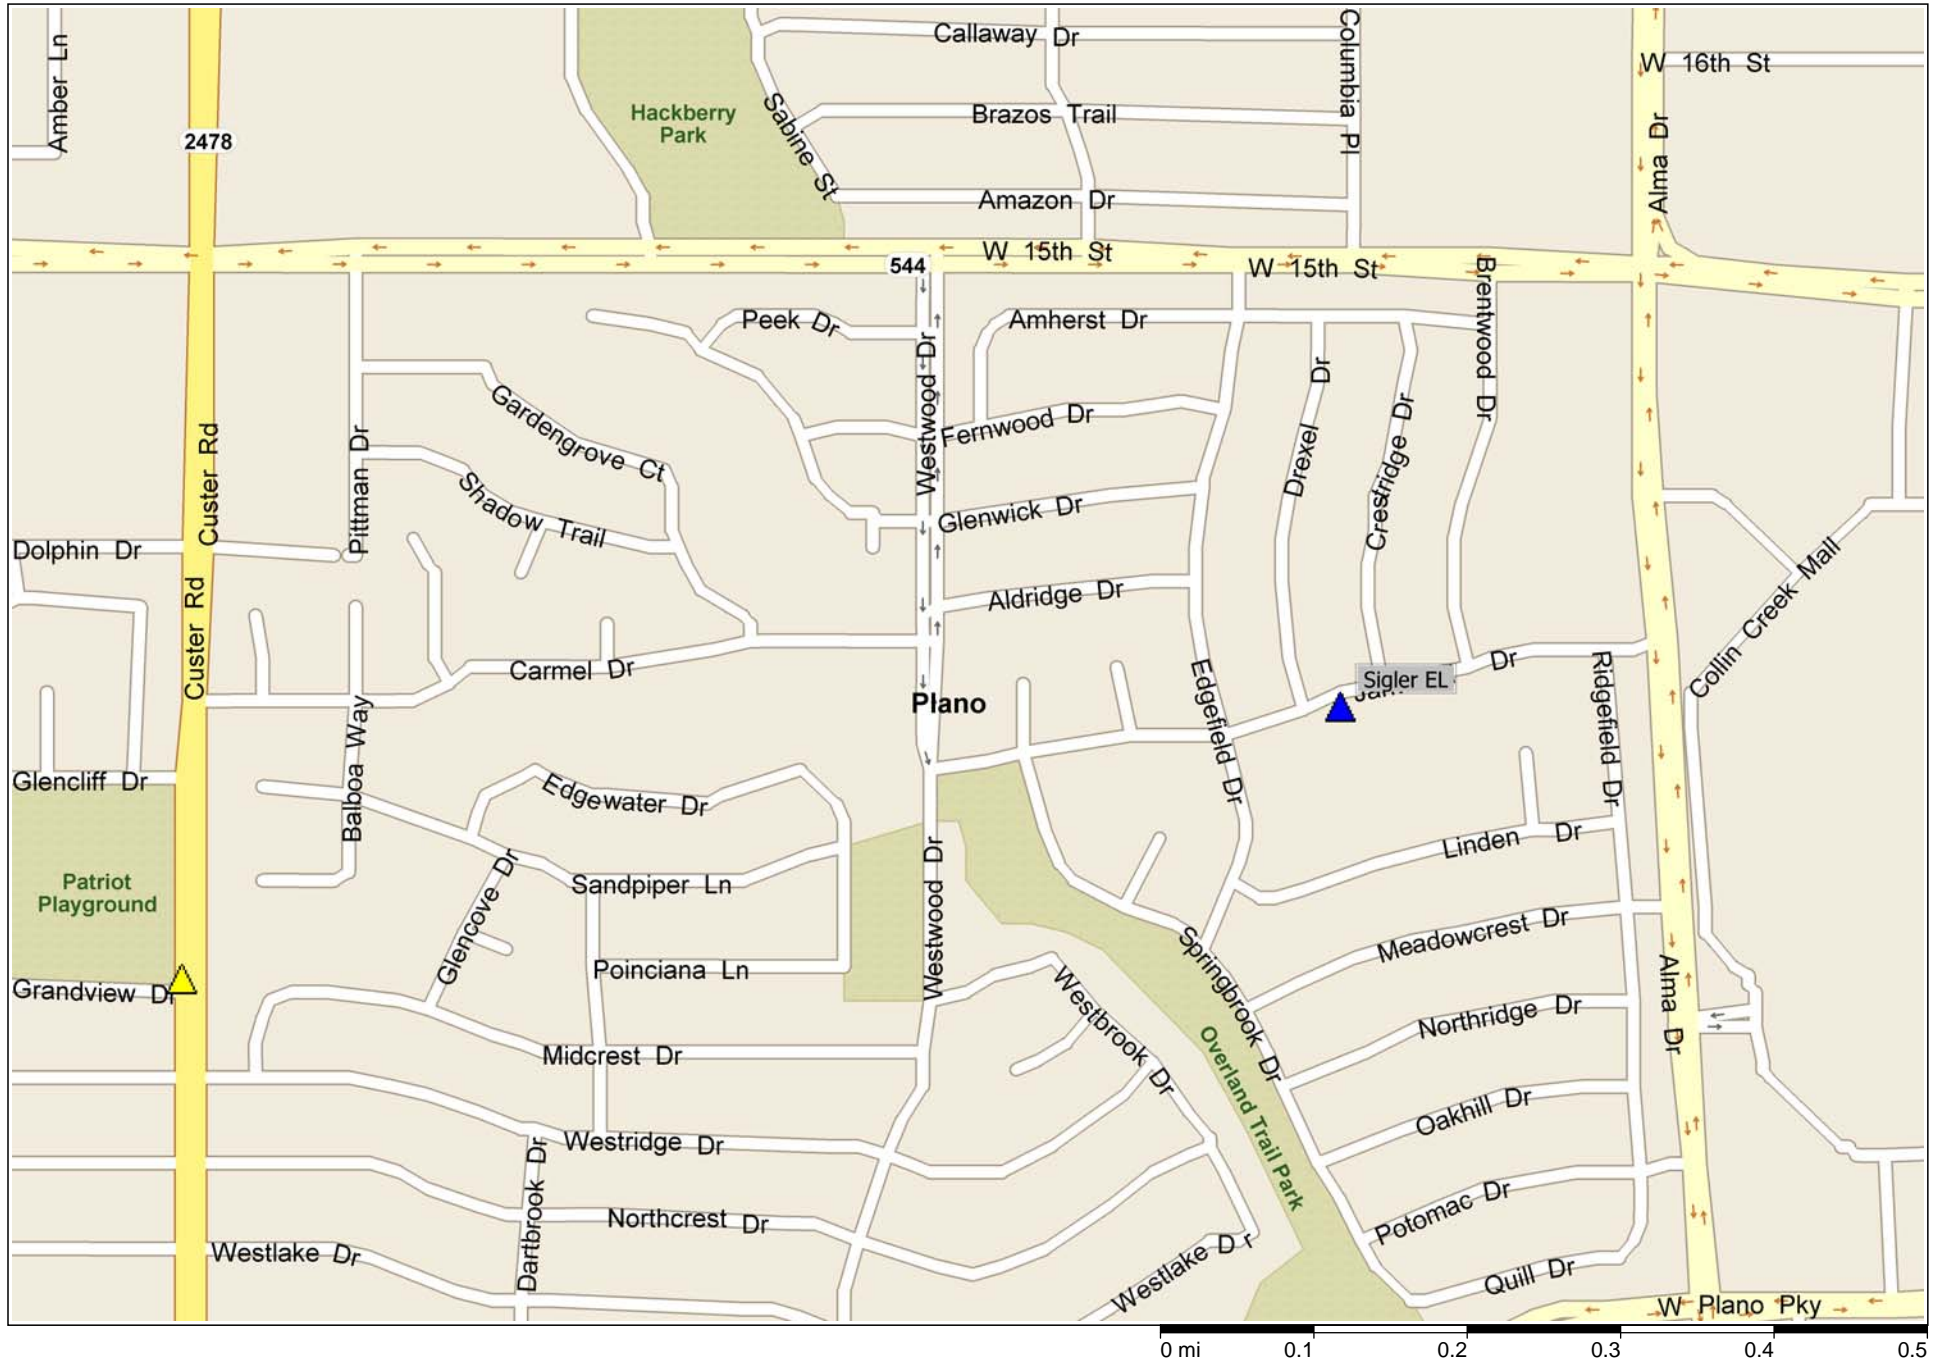 Amber Ln
2478
Hackberry
Park
Callaway Dr
Columbia Pl
W 16th St
Sabine St
Brazos Trail
Alma Dr
Amazon Dr
W 15th St
544
W 15th St
Brentwood Dr
Peek Dr
Westwood Dr
Amherst Dr
Drexel Dr
Gardengrove Ct
Crestridge Dr
Fernwood Dr
Custer Rd
Pittman Dr
Shadow Trail
Glenwick Dr
Dolphin Dr
Collin Creek Mall
Custer Rd
Aldridge Dr
Carmel Dr
Edgefield Dr
Sigler EL
Dr
Ridgefield Dr
Plano
Balboa Way
Glencliff Dr
Edgewater Dr
Linden Dr
Patriot
Playground
Glencove Dr
Sandpiper Ln
Westwood Dr
Meadowcrest Dr
Springbrook Dr
Poinciana Ln
Grandview Dr
Westbrook Dr
Alma Dr
Northridge Dr
Midcrest Dr
Overland Trail Park
Oakhill Dr
Westridge Dr
Dartbrook Dr
Northcrest Dr
Potomac Dr
Westlake Dr
Westlake Dr
Quill Dr
W Plano Pky
0 mi 0.1 0.2 0.3 0.4 0.5